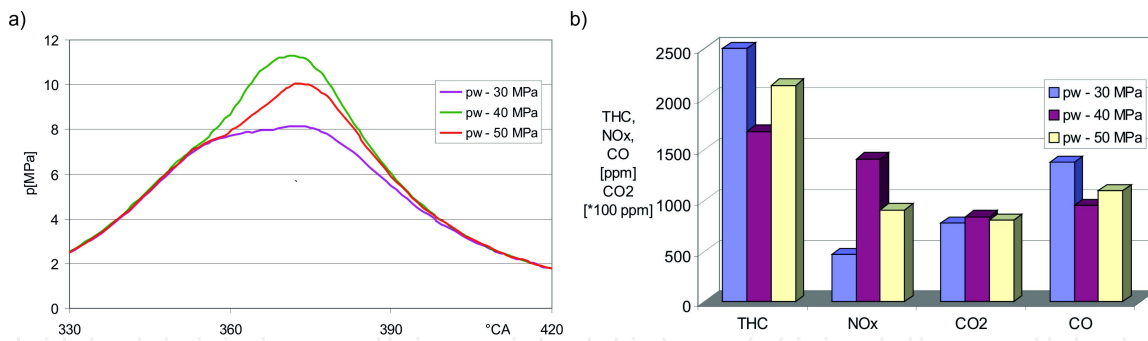 a)
12
10
8
6
4
2
0
p[MPa]
330
360
390
°CA
420
pw - 30 MPa
pw - 40 MPa
pw - 50 MPa
b)
THC,
NOx,
CO
[ppm]
CO2
[*100 ppm]
2500
2000
1500
1000
500
0
THC
NOx
CO2
CO
pw - 30 MPa
pw - 40 MPa
pw - 50 MPa